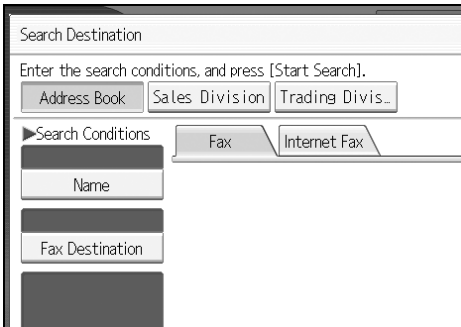 Search Destination
Enter the search conditions, and press [Start Search].
Address Book Sales Division Trading Divis...
▶Search Conditions
Fax Internet Fax
Name
Fax Destination